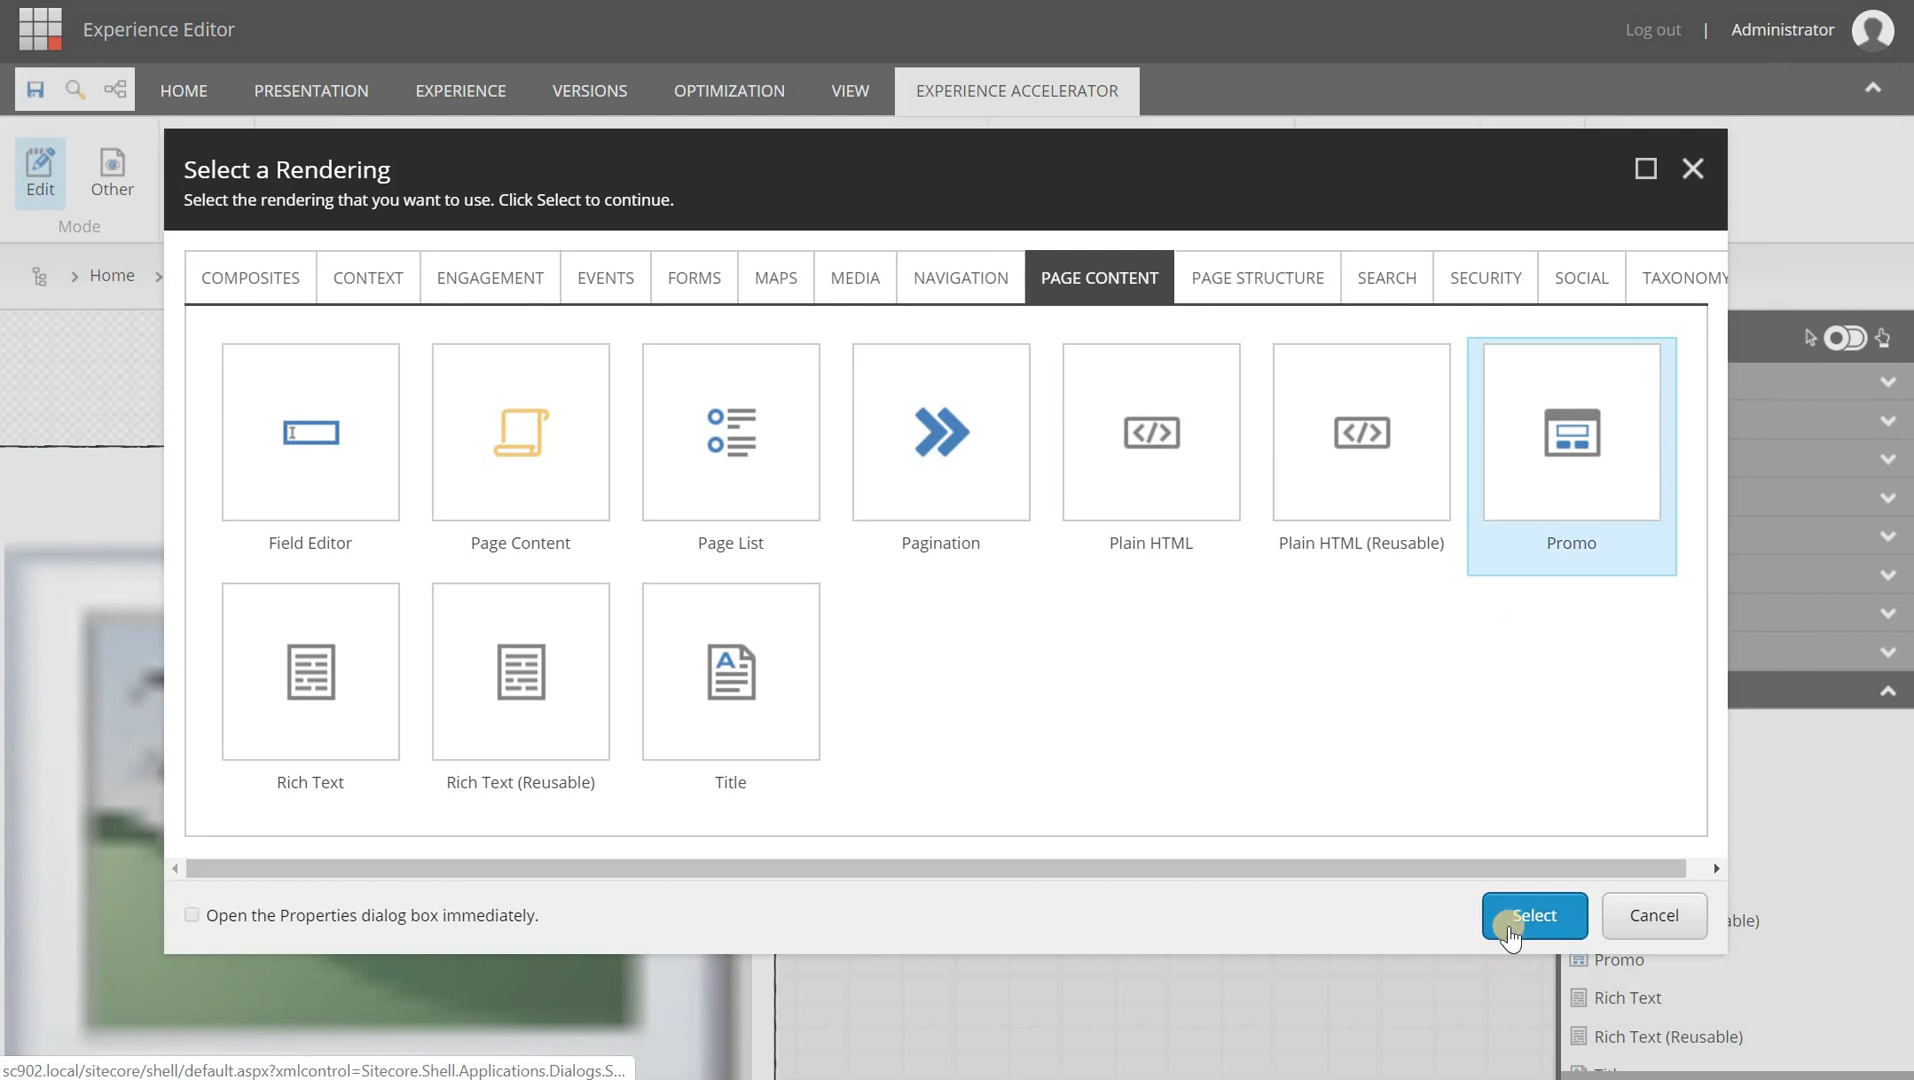 Experience Editor
Log out | Administrator
HOME PRESENTATION EXPERIENCE VERSIONS OPTIMIZATION VIEW EXPERIENCE ACCELERATOR
Edit Other
Mode
Home
Select a Rendering
Select the rendering that you want to use. Click Select to continue.
COMPOSITES CONTEXT ENGAGEMENT EVENTS FORMS MAPS MEDIA NAVIGATION PAGE CONTENT PAGE STRUCTURE SEARCH SECURITY SOCIAL TAXONOMY
Field Editor Page Content Page List Pagination Plain HTML Plain HTML (Reusable) Promo
Rich Text Rich Text (Reusable) Title
Open the Properties dialog box immediately.
Select Cancel
able)
Promo
Rich Text
Rich Text (Reusable)
sc902.local/sitecore/shell/default.aspx?xmlcontrol=Sitecore.Shell.Applications.Dialogs.S...